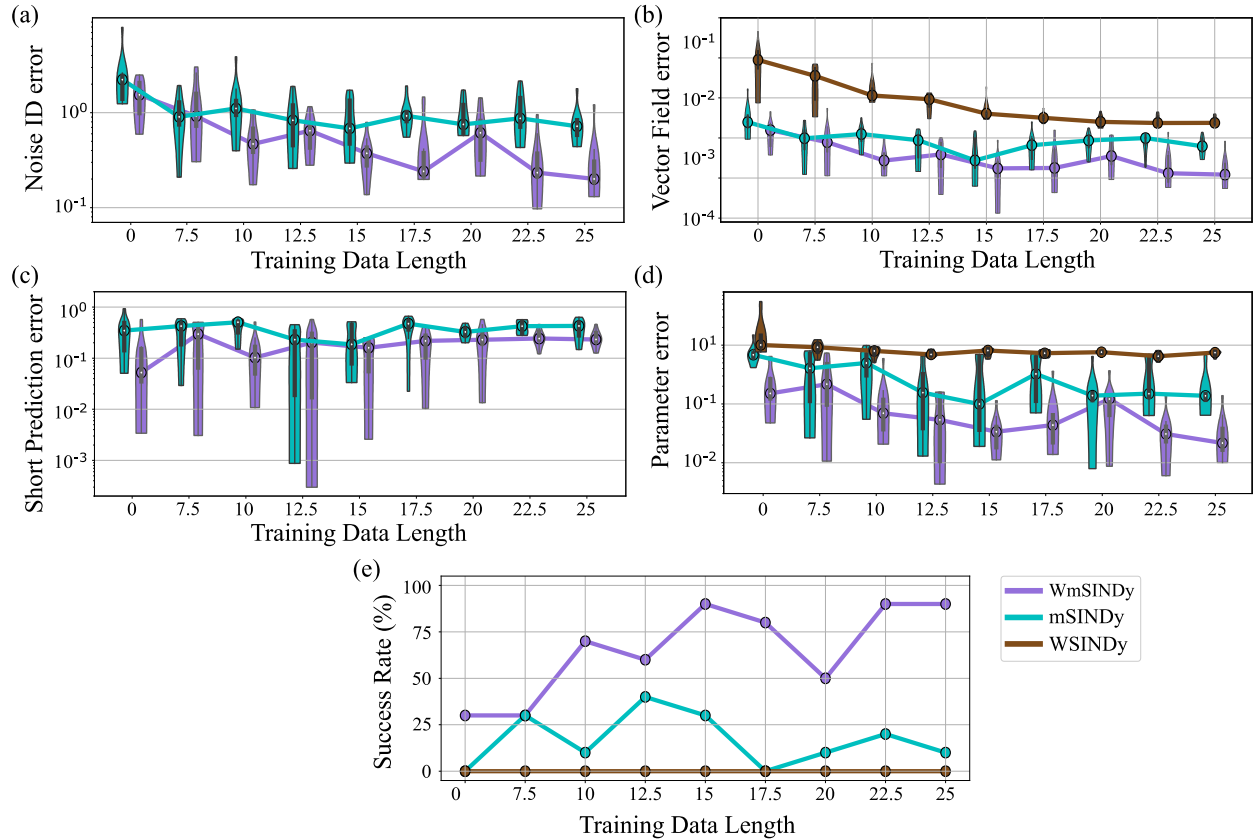 (a)
Noise ID error
10⁰
10⁻¹
0 7.5 10 12.5 15 17.5 20 22.5 25
Training Data Length
(b)
Vector Field error
10⁻¹
10⁻²
10⁻³
10⁻⁴
0 7.5 10 12.5 15 17.5 20 22.5 25
Training Data Length
(c)
Short Prediction error
10⁰
10⁻¹
10⁻²
10⁻³
0 7.5 10 12.5 15 17.5 20 22.5 25
Training Data Length
(d)
Parameter error
10¹
10⁻¹
10⁻²
0 7.5 10 12.5 15 17.5 20 22.5 25
Training Data Length
(e)
Success Rate (%)
100
75
50
25
0
0 7.5 10 12.5 15 17.5 20 22.5 25
Training Data Length
WmSINDy
mSINDy
WSINDy